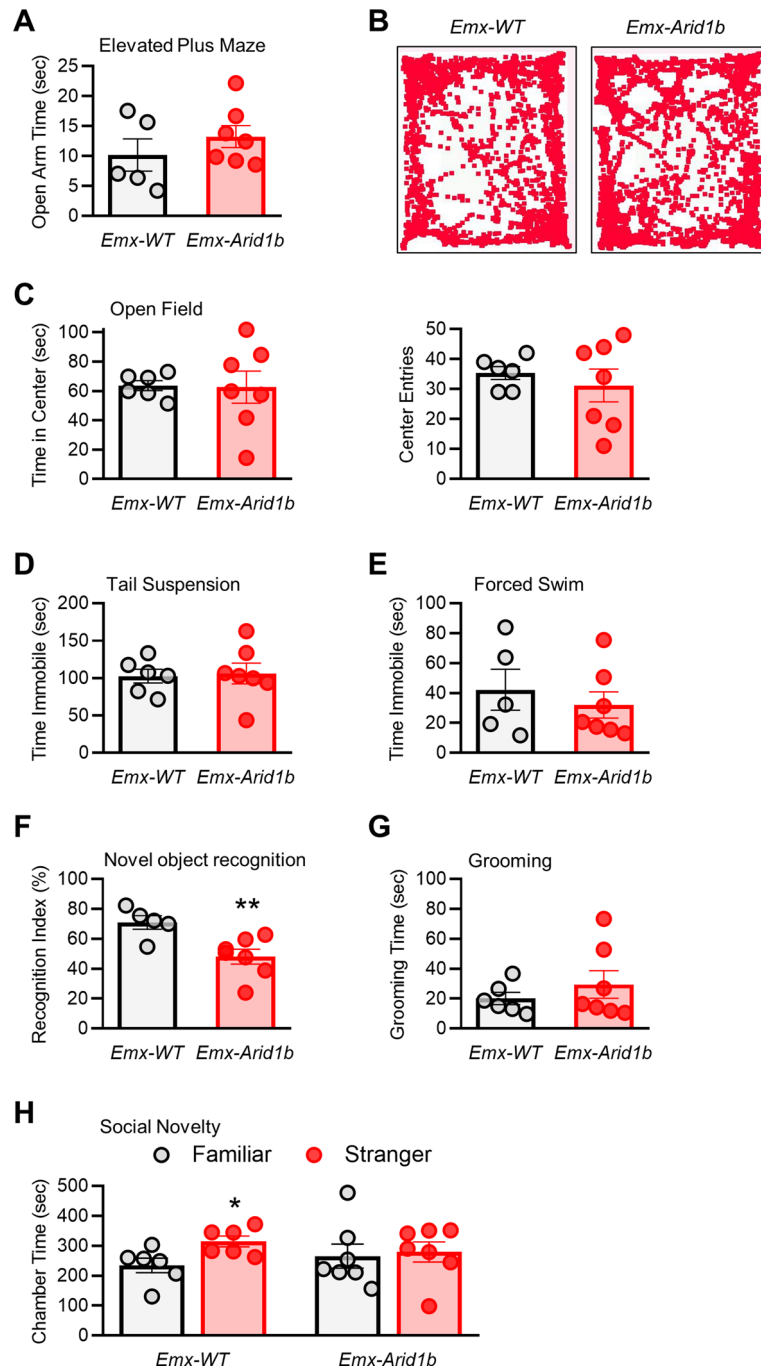 A
Elevated Plus Maze
Open Arm Time (sec)
25
20
15
10
5
0
Emx-WT Emx-Arid1b
B
Emx-WT Emx-Arid1b
C
Open Field
Time in Center (sec)
100
80
60
40
20
0
Emx-WT Emx-Arid1b
Center Entries
50
40
30
20
10
0
Emx-WT Emx-Arid1b
D
Tail Suspension
Time Immobile (sec)
200
150
100
50
0
Emx-WT Emx-Arid1b
E
Forced Swim
Time Immobile (sec)
100
80
60
40
20
0
Emx-WT Emx-Arid1b
F
Novel object recognition
Recognition Index (%)
100
80
60
40
20
0
**
Emx-WT Emx-Arid1b
G
Grooming
Grooming Time (sec)
100
80
60
40
20
0
Emx-WT Emx-Arid1b
H
Social Novelty
Familiar Stranger
Chamber Time (sec)
500
400
300
200
100
0
*
Emx-WT Emx-Arid1b